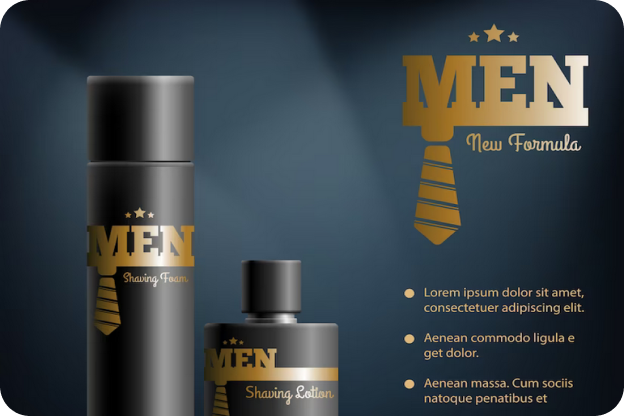 MEN
New Formula
MEN
Shaving Foam
MEN
Shaving Lotion
Lorem ipsum dolor sit amet,
consectetuer adipiscing elit.
Aenean commodo ligula e
get dolor.
Aenean massa. Cum sociis
natoque penatibus et